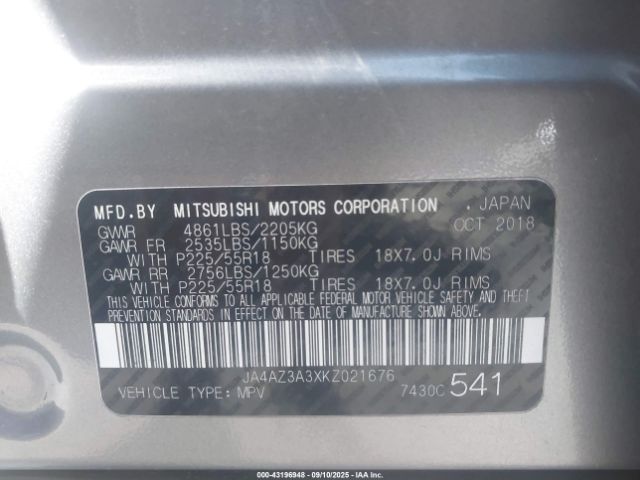 MFD.BY MITSUBISHI MOTORS CORPORATION . JAPAN
GVWR 4861LBS/2205KG OCT 2018
GAWR FR 2535LBS/1150KG
WITH P225/55R18 TIRES 18X7.0J RIMS
GAWR RR 2756LBS/1250KG
WITH P225/55R18 TIRES 18X7.0J RIMS
THIS VEHICLE CONFORMS TO ALL APPLICABLE FEDERAL MOTOR VEHICLE SAFETY AND THEFT
PREVENTION STANDARDS IN EFFECT ON THE DATE OF MANUFACTURE SHOWN ABOVE.
JA4AZ3A3XKZ021676
VEHICLE TYPE: MPV 7430C 541
000-43196948 - 09/10/2025 - IAA Inc.